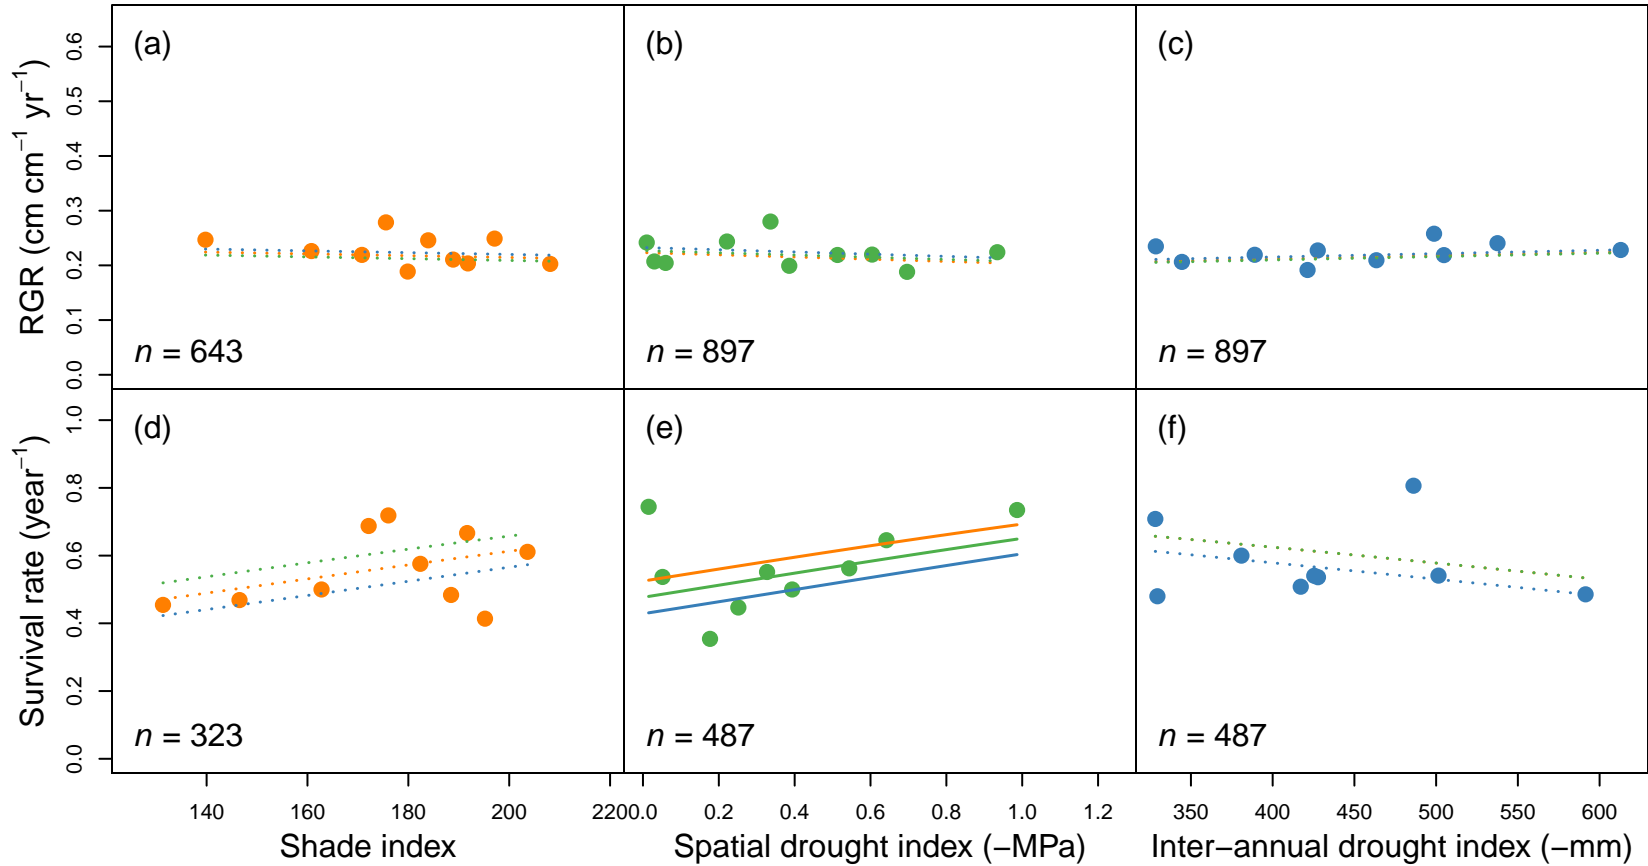 (a) (b) (c)
RGR (cm cm⁻¹ yr⁻¹)
0.6
0.5
0.4
0.3
0.2
0.1
0.0
n = 643 n = 897 n = 897
(d) (e) (f)
Survival rate (year⁻¹)
1.0
0.8
0.6
0.4
0.2
0.0
n = 323 n = 487 n = 487
140 160 180 200 220 0.0 0.2 0.4 0.6 0.8 1.0 1.2 350 400 450 500 550 600
Shade index Spatial drought index (−MPa) Inter−annual drought index (−mm)